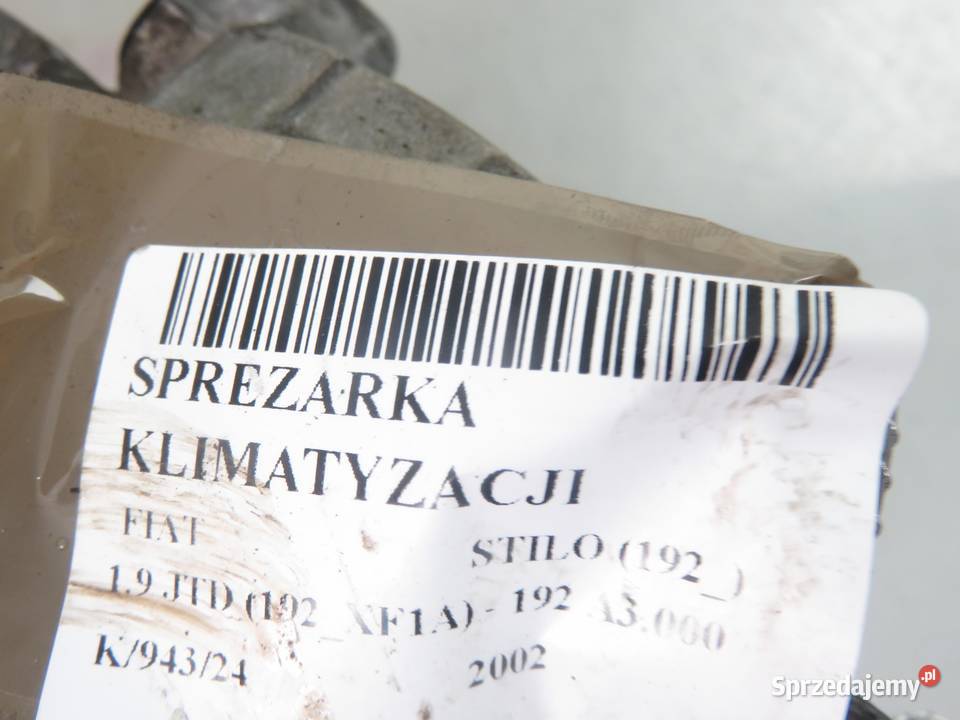 SPREZARKA
KLIMATYZACJI
FIAT STILO (192_)
1.9 JTD (192_XF1A) - 192 A3.000
K/943/24 2002
Sprzedajemy.pl